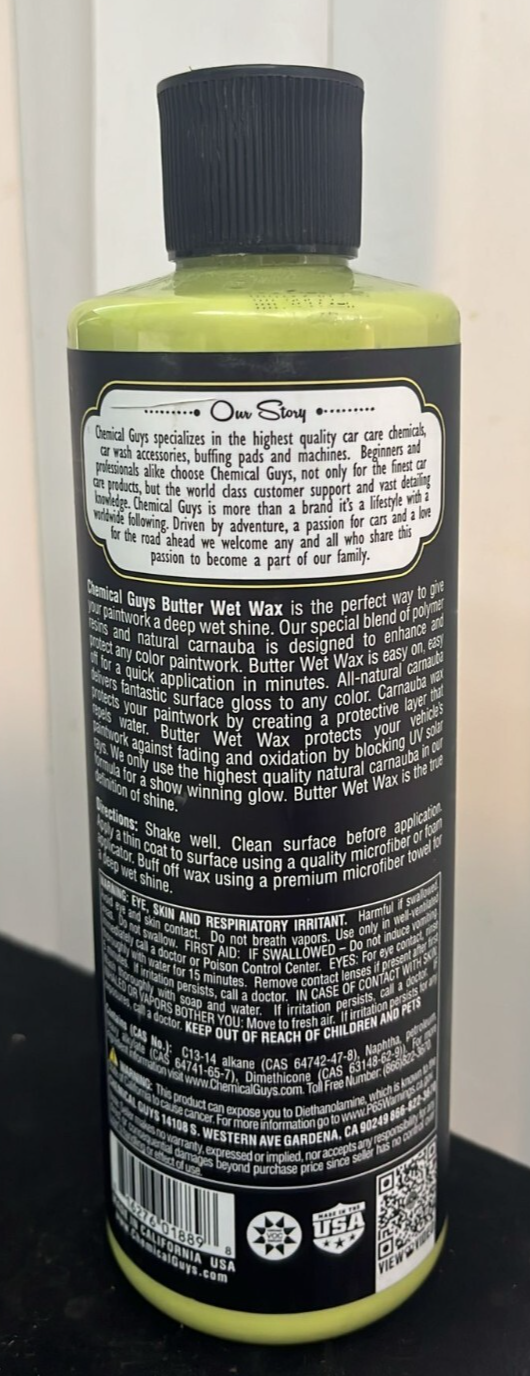 Our Story
Chemical Guys specializes in the highest quality car care chemicals,
car wash accessories, buffing pads and machines. Beginners and
professionals alike choose Chemical Guys, not only for the finest car
care products, but the world class customer support and vast detailing
knowledge. Chemical Guys is more than a brand it's a lifestyle with a
worldwide following. Driven by adventure, a passion for cars and a love
for the road ahead we welcome any and all who share this
passion to become a part of our family.
Chemical Guys Butter Wet Wax is the perfect way to give
your paintwork a deep wet shine. Our special blend of polymer
resins and natural carnauba is designed to enhance and
protect any color paintwork. Butter Wet Wax is easy on, easy
off for a quick application in minutes. All-natural carnauba
delivers fantastic surface gloss to any color. Carnauba wax
protects your paintwork by creating a protective layer that
repels water. Butter Wet Wax protects your vehicle's
paintwork against fading and oxidation by blocking UV solar
rays. We only use the highest quality natural carnauba in our
formula for a show winning glow. Butter Wet Wax is the true
definition of shine.
Directions: Shake well. Clean surface before application.
Apply a thin coat to surface using a quality microfiber or foam
applicator. Buff off wax using a premium microfiber towel for
a deep wet shine.
WARNING: EYE, SKIN AND RESPIRIATORY IRRITANT. Harmful if swallowed.
eye and skin contact. Do not breath vapors. Use only in well-ventilated
Do not swallow. FIRST AID: IF SWALLOWED – Do not induce vomiting.
call a doctor or Poison Control Center. EYES: For eye contact, rinse
with water for 15 minutes. Remove contact lenses if present after first
If irritation persists, call a doctor. IN CASE OF CONTACT WITH SKIN:
with soap and water. If irritation persists, call a doctor. IF
OR VAPORS BOTHER YOU: Move to fresh air. If irritation persists for any
call a doctor. KEEP OUT OF REACH OF CHILDREN AND PETS
(CAS No.): C13-14 alkane (CAS 64742-47-8), Naphtha, petroleum,
(CAS 64741-65-7), Dimethicone (CAS 63148-62-9). For
information visit www.ChemicalGuys.com. Toll Free Number: (866)
WARNING: This product can expose you to Diethanolamine, which is known to the
to cause cancer. For more information go to www.P65Warnings.ca.gov.
CHEMICAL GUYS 14108 S. WESTERN AVE GARDENA, CA 90249 866-822-3670
makes no warranty, expressed or implied, nor accepts any responsibility for any
damages beyond purchase price since seller has no control over
or effect of use.
01889 8
MADE IN THE
USA
VIEW
IN CALIFORNIA USA
www.ChemicalGuys.com